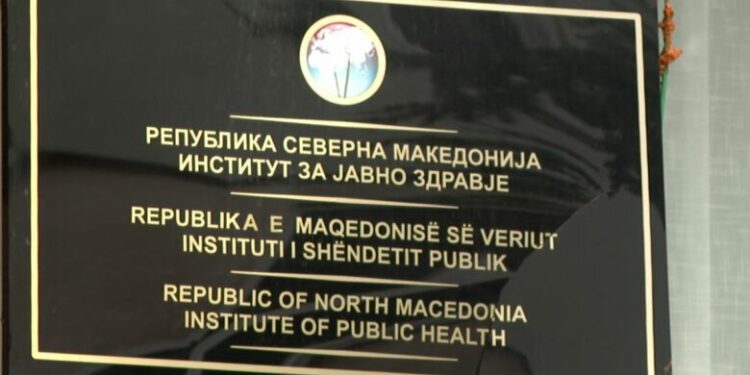 РЕПУБЛИКА СЕВЕРНА МАКЕДОНИЈА
ИНСТИТУТ ЗА ЈАВНО ЗДРАВЈЕ
REPUBLIKA E MAQEDONISË SË VERIUT
INSTITUTI I SHËNDETIT PUBLIK
REPUBLIC OF NORTH MACEDONIA
INSTITUTE OF PUBLIC HEALTH